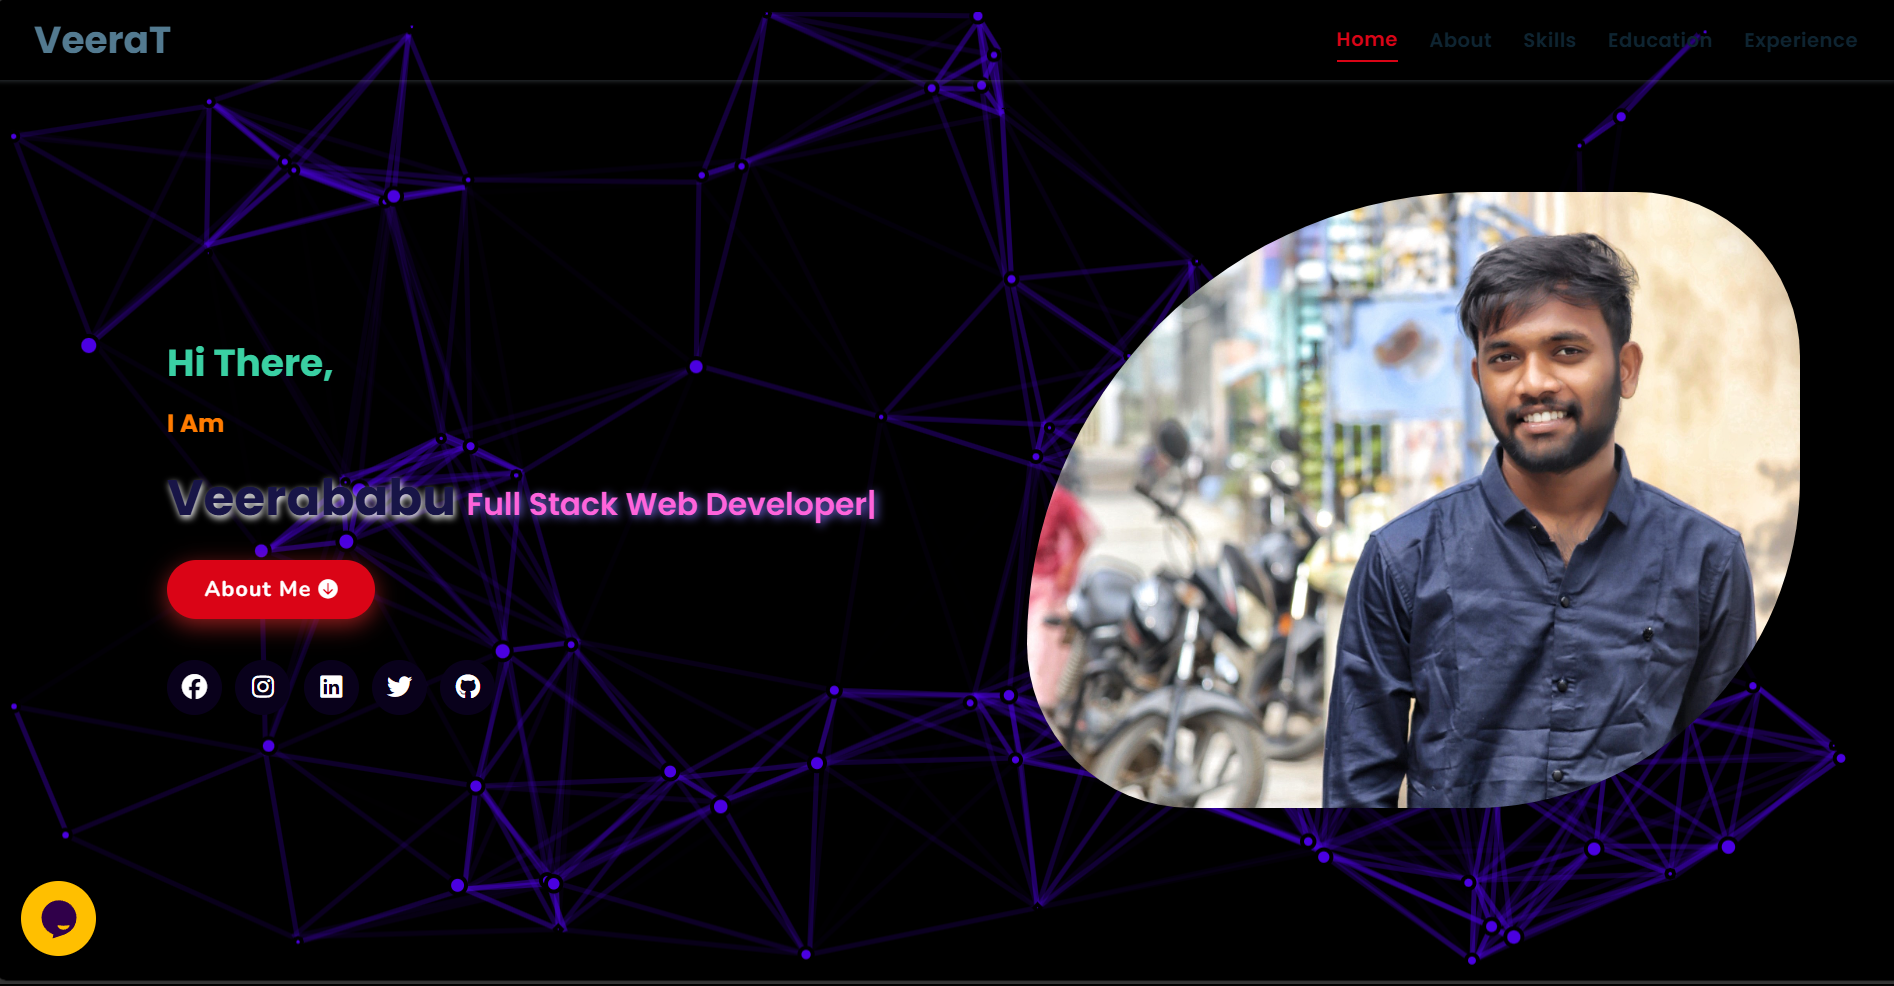 VeeraT
Home About Skills Education Experience
Hi There,
I Am
Veerababu Full Stack Web Developer|
About Me